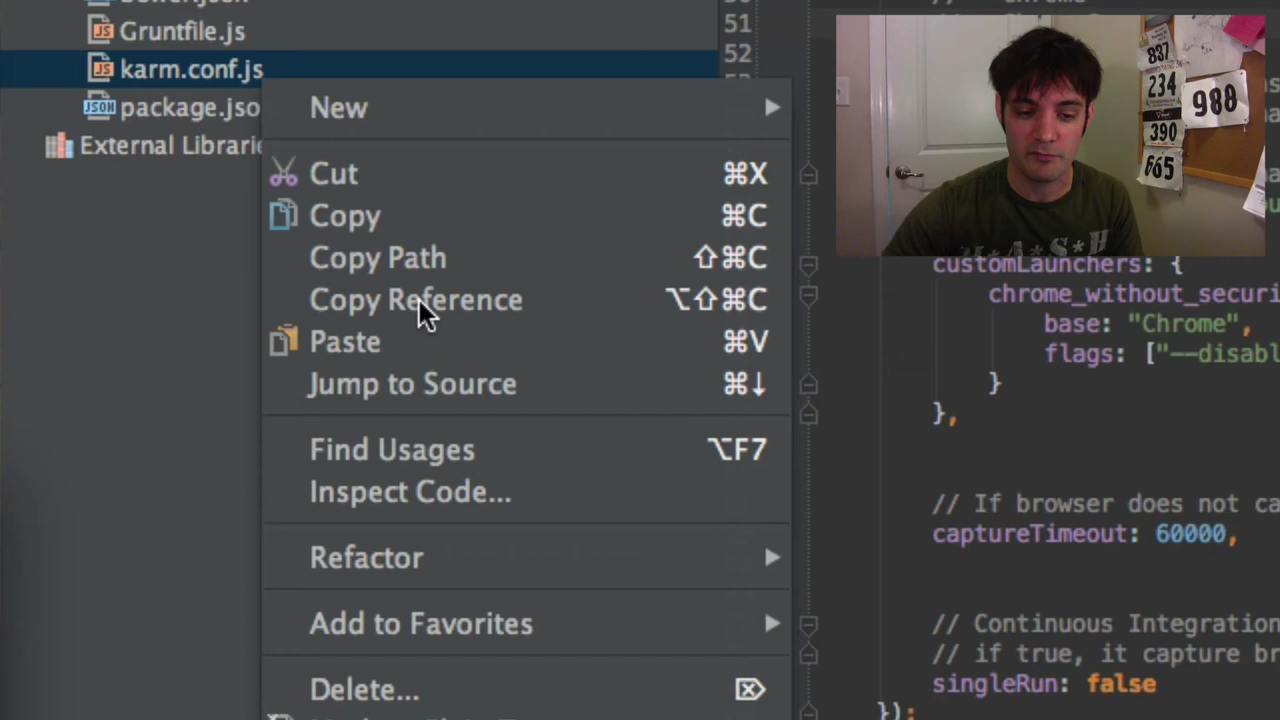 Gruntfile.js
karm.conf.js
package.jso
External Librarie
New
Cut ⌘X
Copy ⌘C
Copy Path ⇧⌘C
Copy Reference ⌥⇧⌘C
Paste ⌘V
Jump to Source ⌘↓
Find Usages ⌥F7
Inspect Code...
Refactor
Add to Favorites
Delete... ⌦
51
52
837
234
390
665
988
M*A*S*H
customLaunchers: {
chrome_without_securi
base: "Chrome",
flags: ["--disabl
}
},
// If browser does not ca
captureTimeout: 60000,
// Continuous Integration
// if true, it capture br
singleRun: false
});